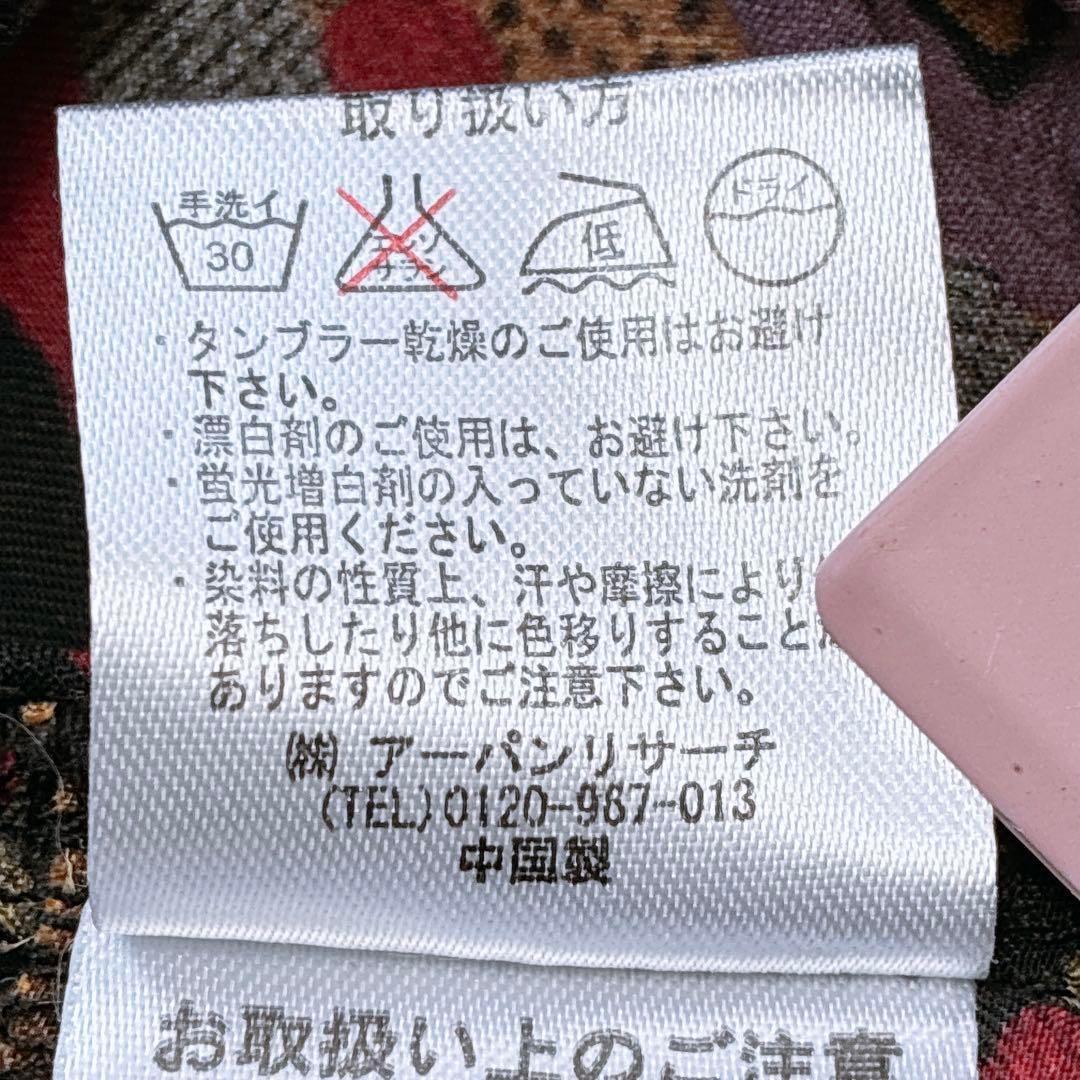 取り扱い方
手洗イ
30
エンソ
サラシ
低
ドライ
・タンブラー乾燥のご使用はお避け
下さい。
・漂白剤のご使用は、お避け下さい。
・蛍光増白剤の入っていない洗剤を
ご使用ください。
・染料の性質上、汗や摩擦により
落ちしたり他に色移りすること
ありますのでご注意下さい。
㈱ アーバンリサーチ
(TEL)0120-967-013
中国製
お取扱い上のご注意